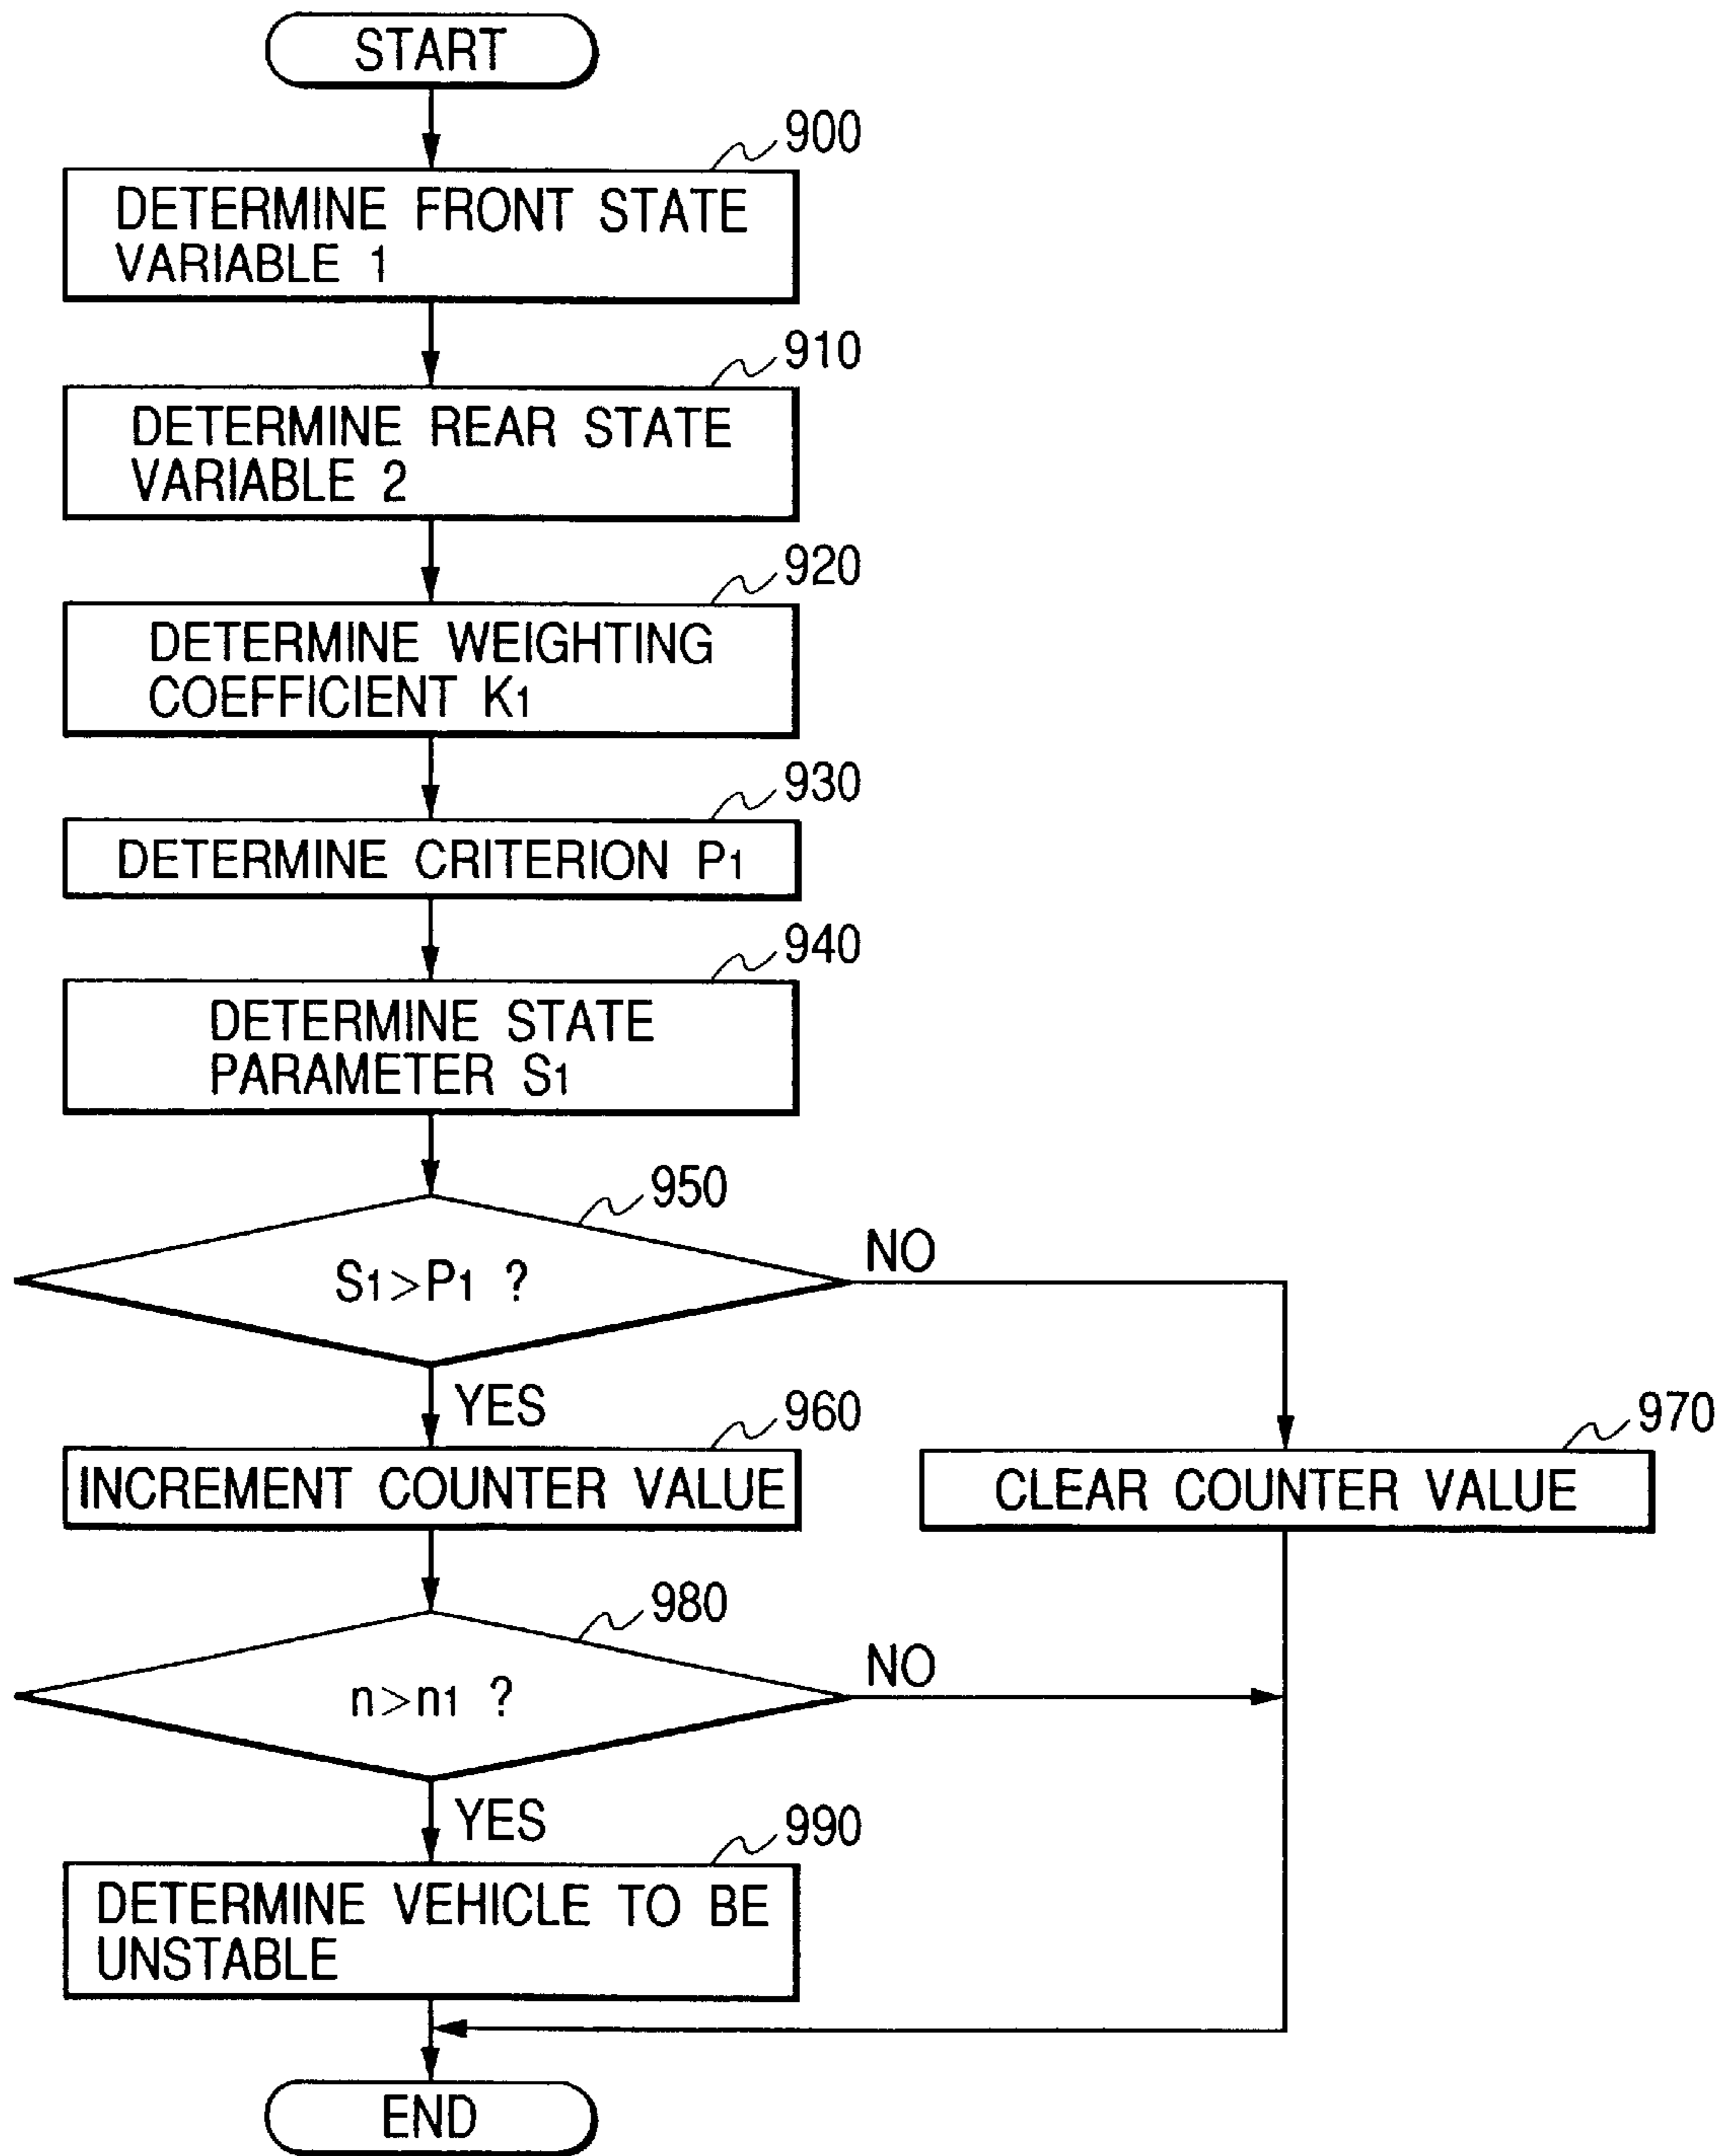 START
900
DETERMINE FRONT STATE
VARIABLE 1
910
DETERMINE REAR STATE
VARIABLE 2
920
DETERMINE WEIGHTING
COEFFICIENT K1
930
DETERMINE CRITERION P1
940
DETERMINE STATE
PARAMETER S1
950
S1>P1 ?
NO
YES
960
INCREMENT COUNTER VALUE
970
CLEAR COUNTER VALUE
980
n>n1 ?
NO
YES
990
DETERMINE VEHICLE TO BE
UNSTABLE
END